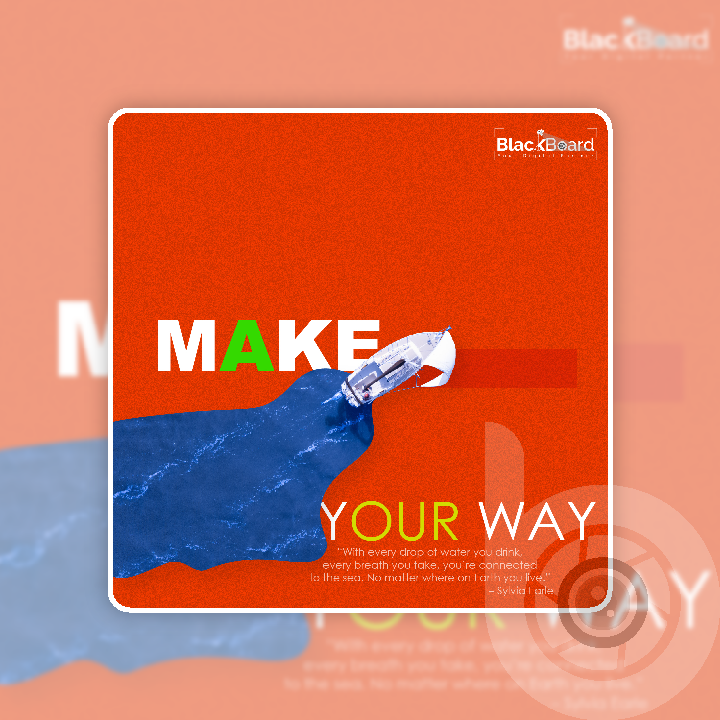 BlackBoard
Your Digital Partner
MAKE
YOUR WAY
"With every drop of water you drink,
every breath you take, you're connected
to the sea. No matter where on Earth you live."
– Sylvia Earle